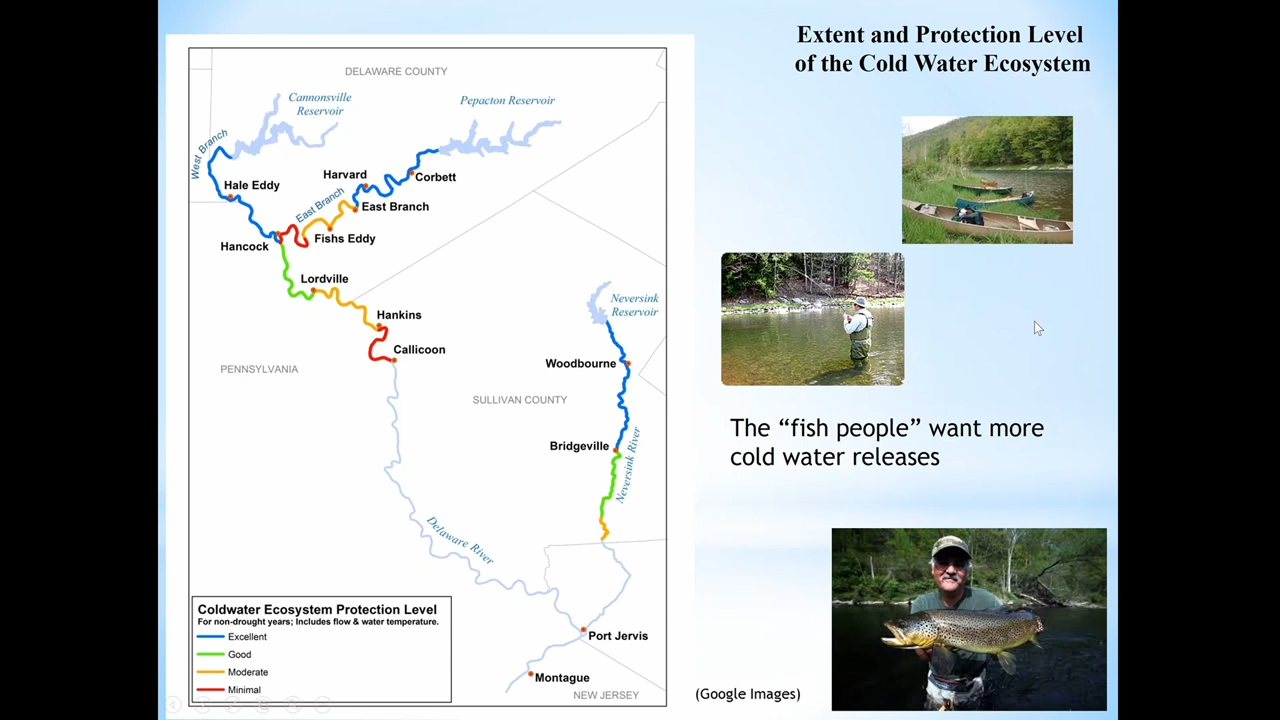 Extent and Protection Level
of the Cold Water Ecosystem
DELAWARE COUNTY
Cannonsville
Reservoir
Pepacton Reservoir
West Branch
Hale Eddy
Harvard
Corbett
East Branch
East Branch
Fishs Eddy
Hancock
Lordville
Hankins
Callicoon
Neversink
Reservoir
Woodbourne
PENNSYLVANIA
SULLIVAN COUNTY
Bridgeville
Neversink River
Delaware River
Port Jervis
Montague
NEW JERSEY
Coldwater Ecosystem Protection Level
For non-drought years; Includes flow & water temperature.
Excellent
Good
Moderate
Minimal
The “fish people” want more
cold water releases
(Google Images)